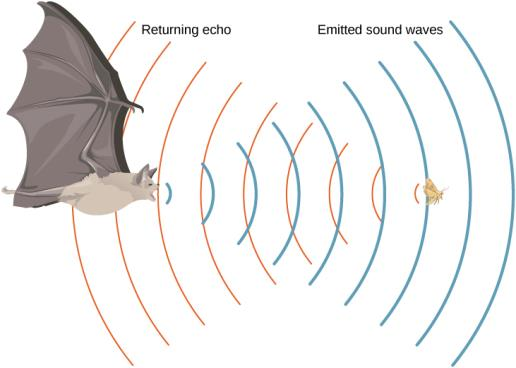 Returning echo
Emitted sound waves